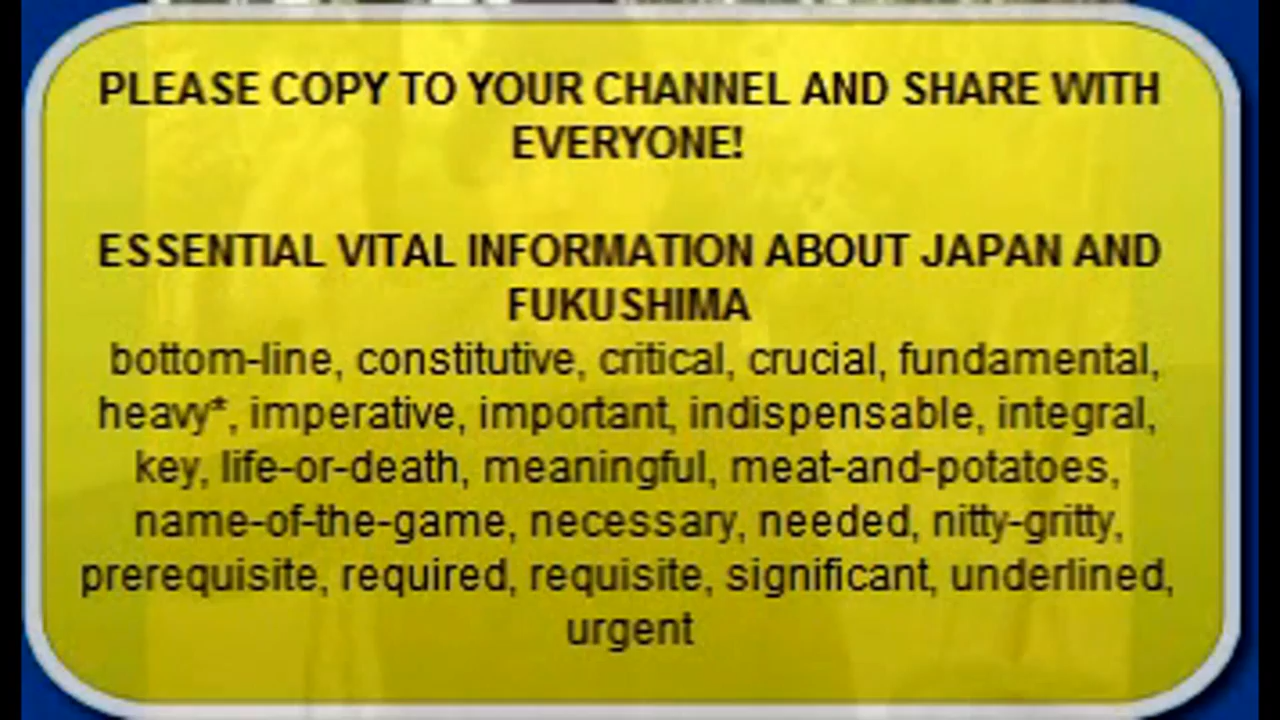 PLEASE COPY TO YOUR CHANNEL AND SHARE WITH
EVERYONE!
ESSENTIAL VITAL INFORMATION ABOUT JAPAN AND
FUKUSHIMA
bottom-line, constitutive, critical, crucial, fundamental,
heavy*, imperative, important, indispensable, integral,
key, life-or-death, meaningful, meat-and-potatoes,
name-of-the-game, necessary, needed, nitty-gritty,
prerequisite, required, requisite, significant, underlined,
urgent